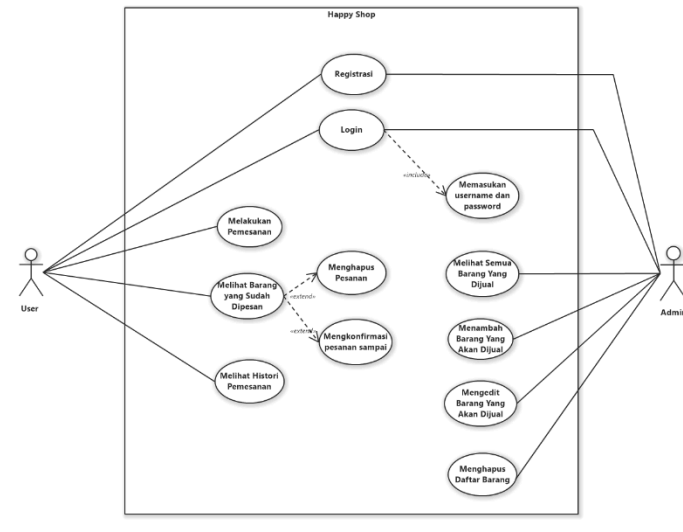 Happy Shop
Registrasi
Login
«include»
Memasukan
username dan
password
Melakukan
Pemesanan
Melihat Barang
yang Sudah
Dipesan
«extend»
«extend»
Menghapus
Pesanan
Mengkonfirmasi
pesanan sampai
Melihat Histori
Pemesanan
Melihat Semua
Barang Yang
Dijual
Menambah
Barang Yang
Akan Dijual
Mengedit
Barang Yang
Akan Dijual
Menghapus
Daftar Barang
User
Admin